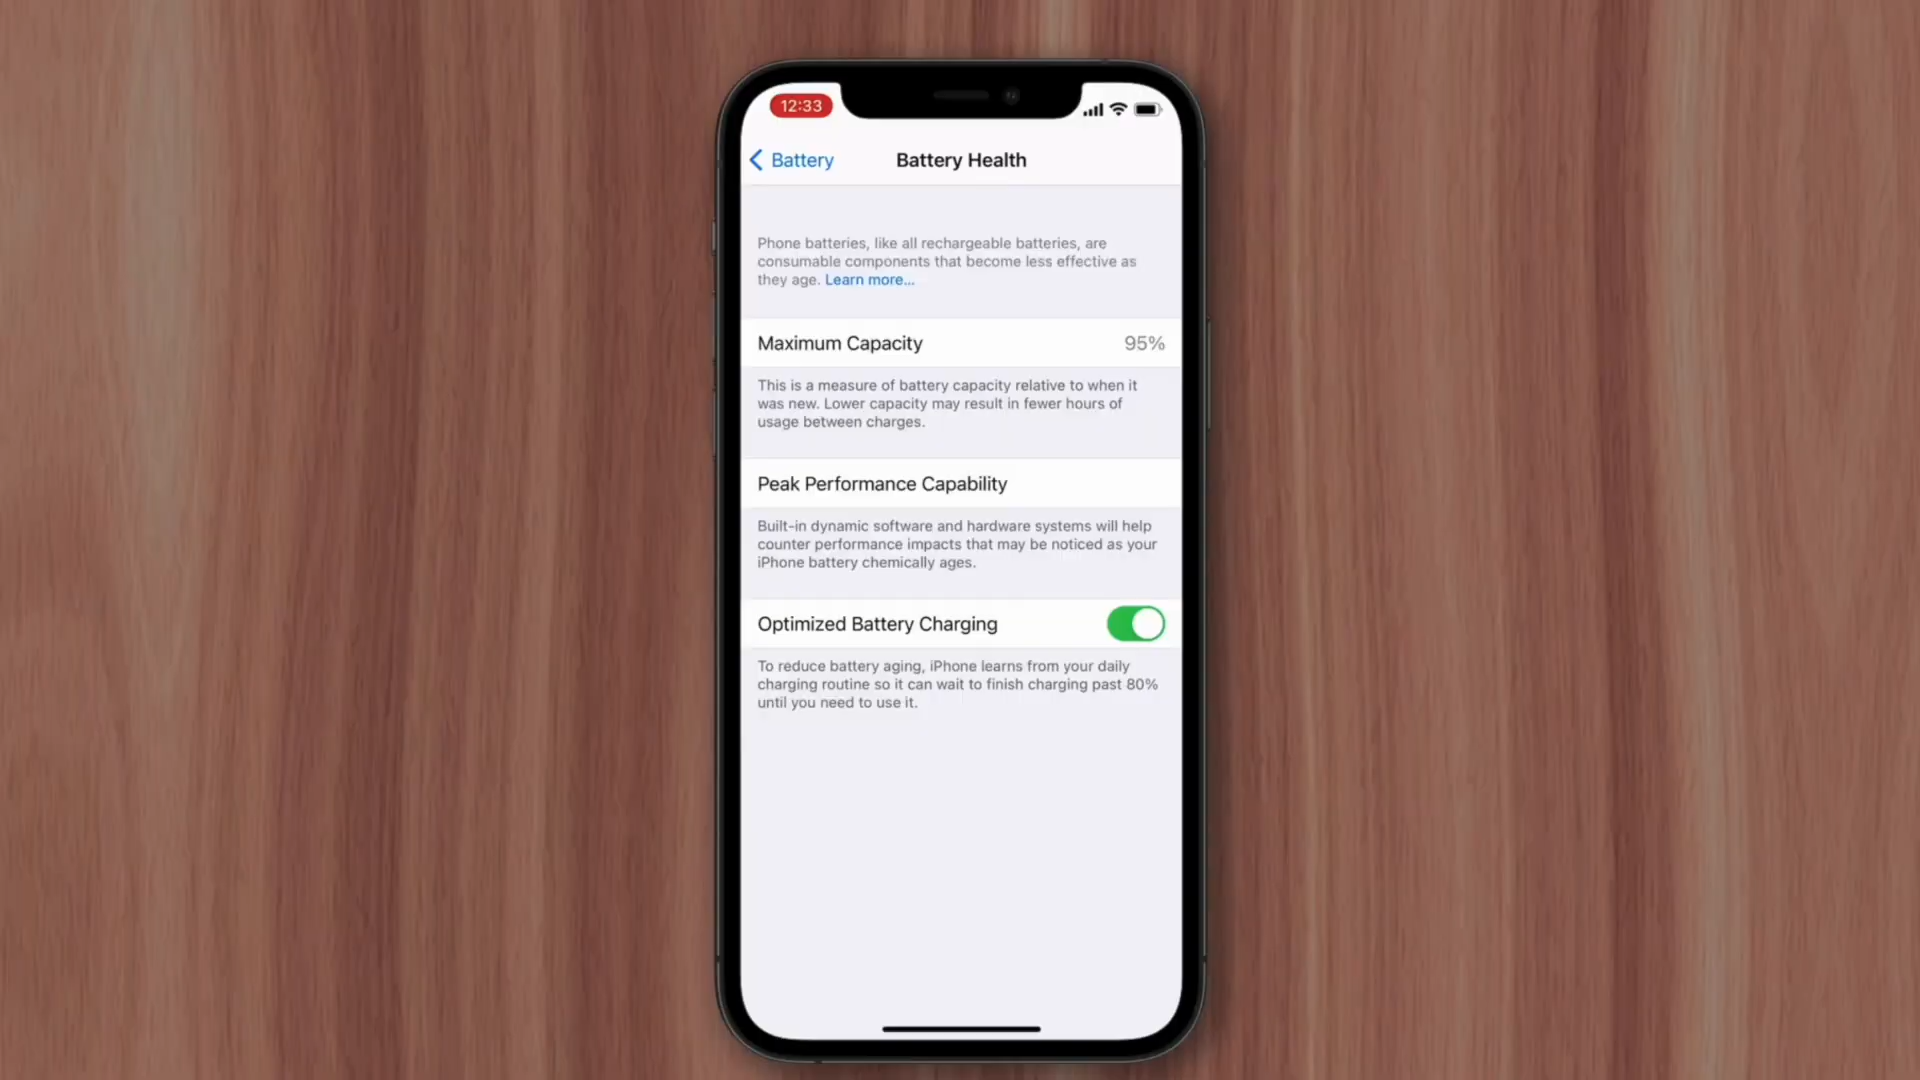 12:33
Battery
Battery Health
Phone batteries, like all rechargeable batteries, are
consumable components that become less effective as
they age. Learn more...
Maximum Capacity 95%
This is a measure of battery capacity relative to when it
was new. Lower capacity may result in fewer hours of
usage between charges.
Peak Performance Capability
Built-in dynamic software and hardware systems will help
counter performance impacts that may be noticed as your
iPhone battery chemically ages.
Optimized Battery Charging
To reduce battery aging, iPhone learns from your daily
charging routine so it can wait to finish charging past 80%
until you need to use it.